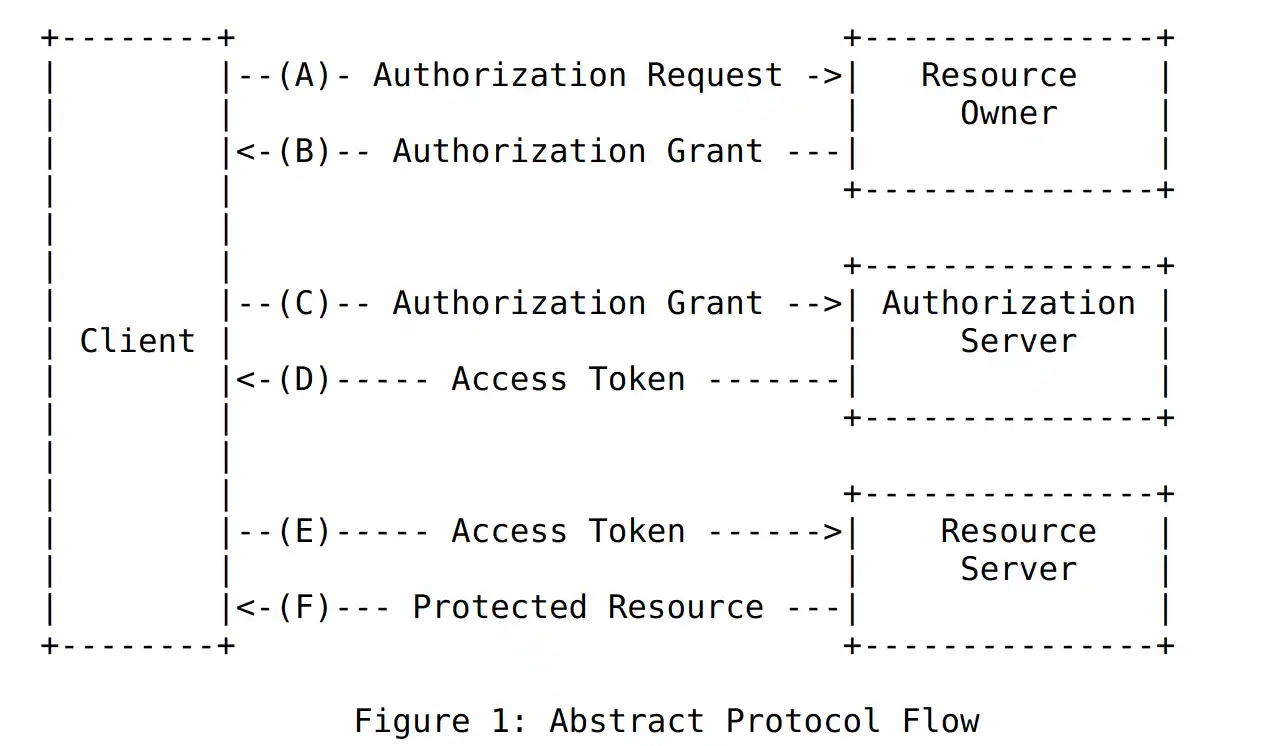 +--------+                               +---------------+
|        |--(A)- Authorization Request ->|   Resource    |
|        |                               |     Owner     |
|        |<-(B)-- Authorization Grant ---|               |
|        |                               +---------------+
|        |
|        |                               +---------------+
|        |--(C)-- Authorization Grant -->| Authorization |
| Client |                               |     Server    |
|        |<-(D)----- Access Token -------|               |
|        |                               +---------------+
|        |
|        |                               +---------------+
|        |--(E)----- Access Token ------>|    Resource   |
|        |                               |     Server    |
|        |<-(F)--- Protected Resource ---|               |
+--------+                               +---------------+
Figure 1: Abstract Protocol Flow